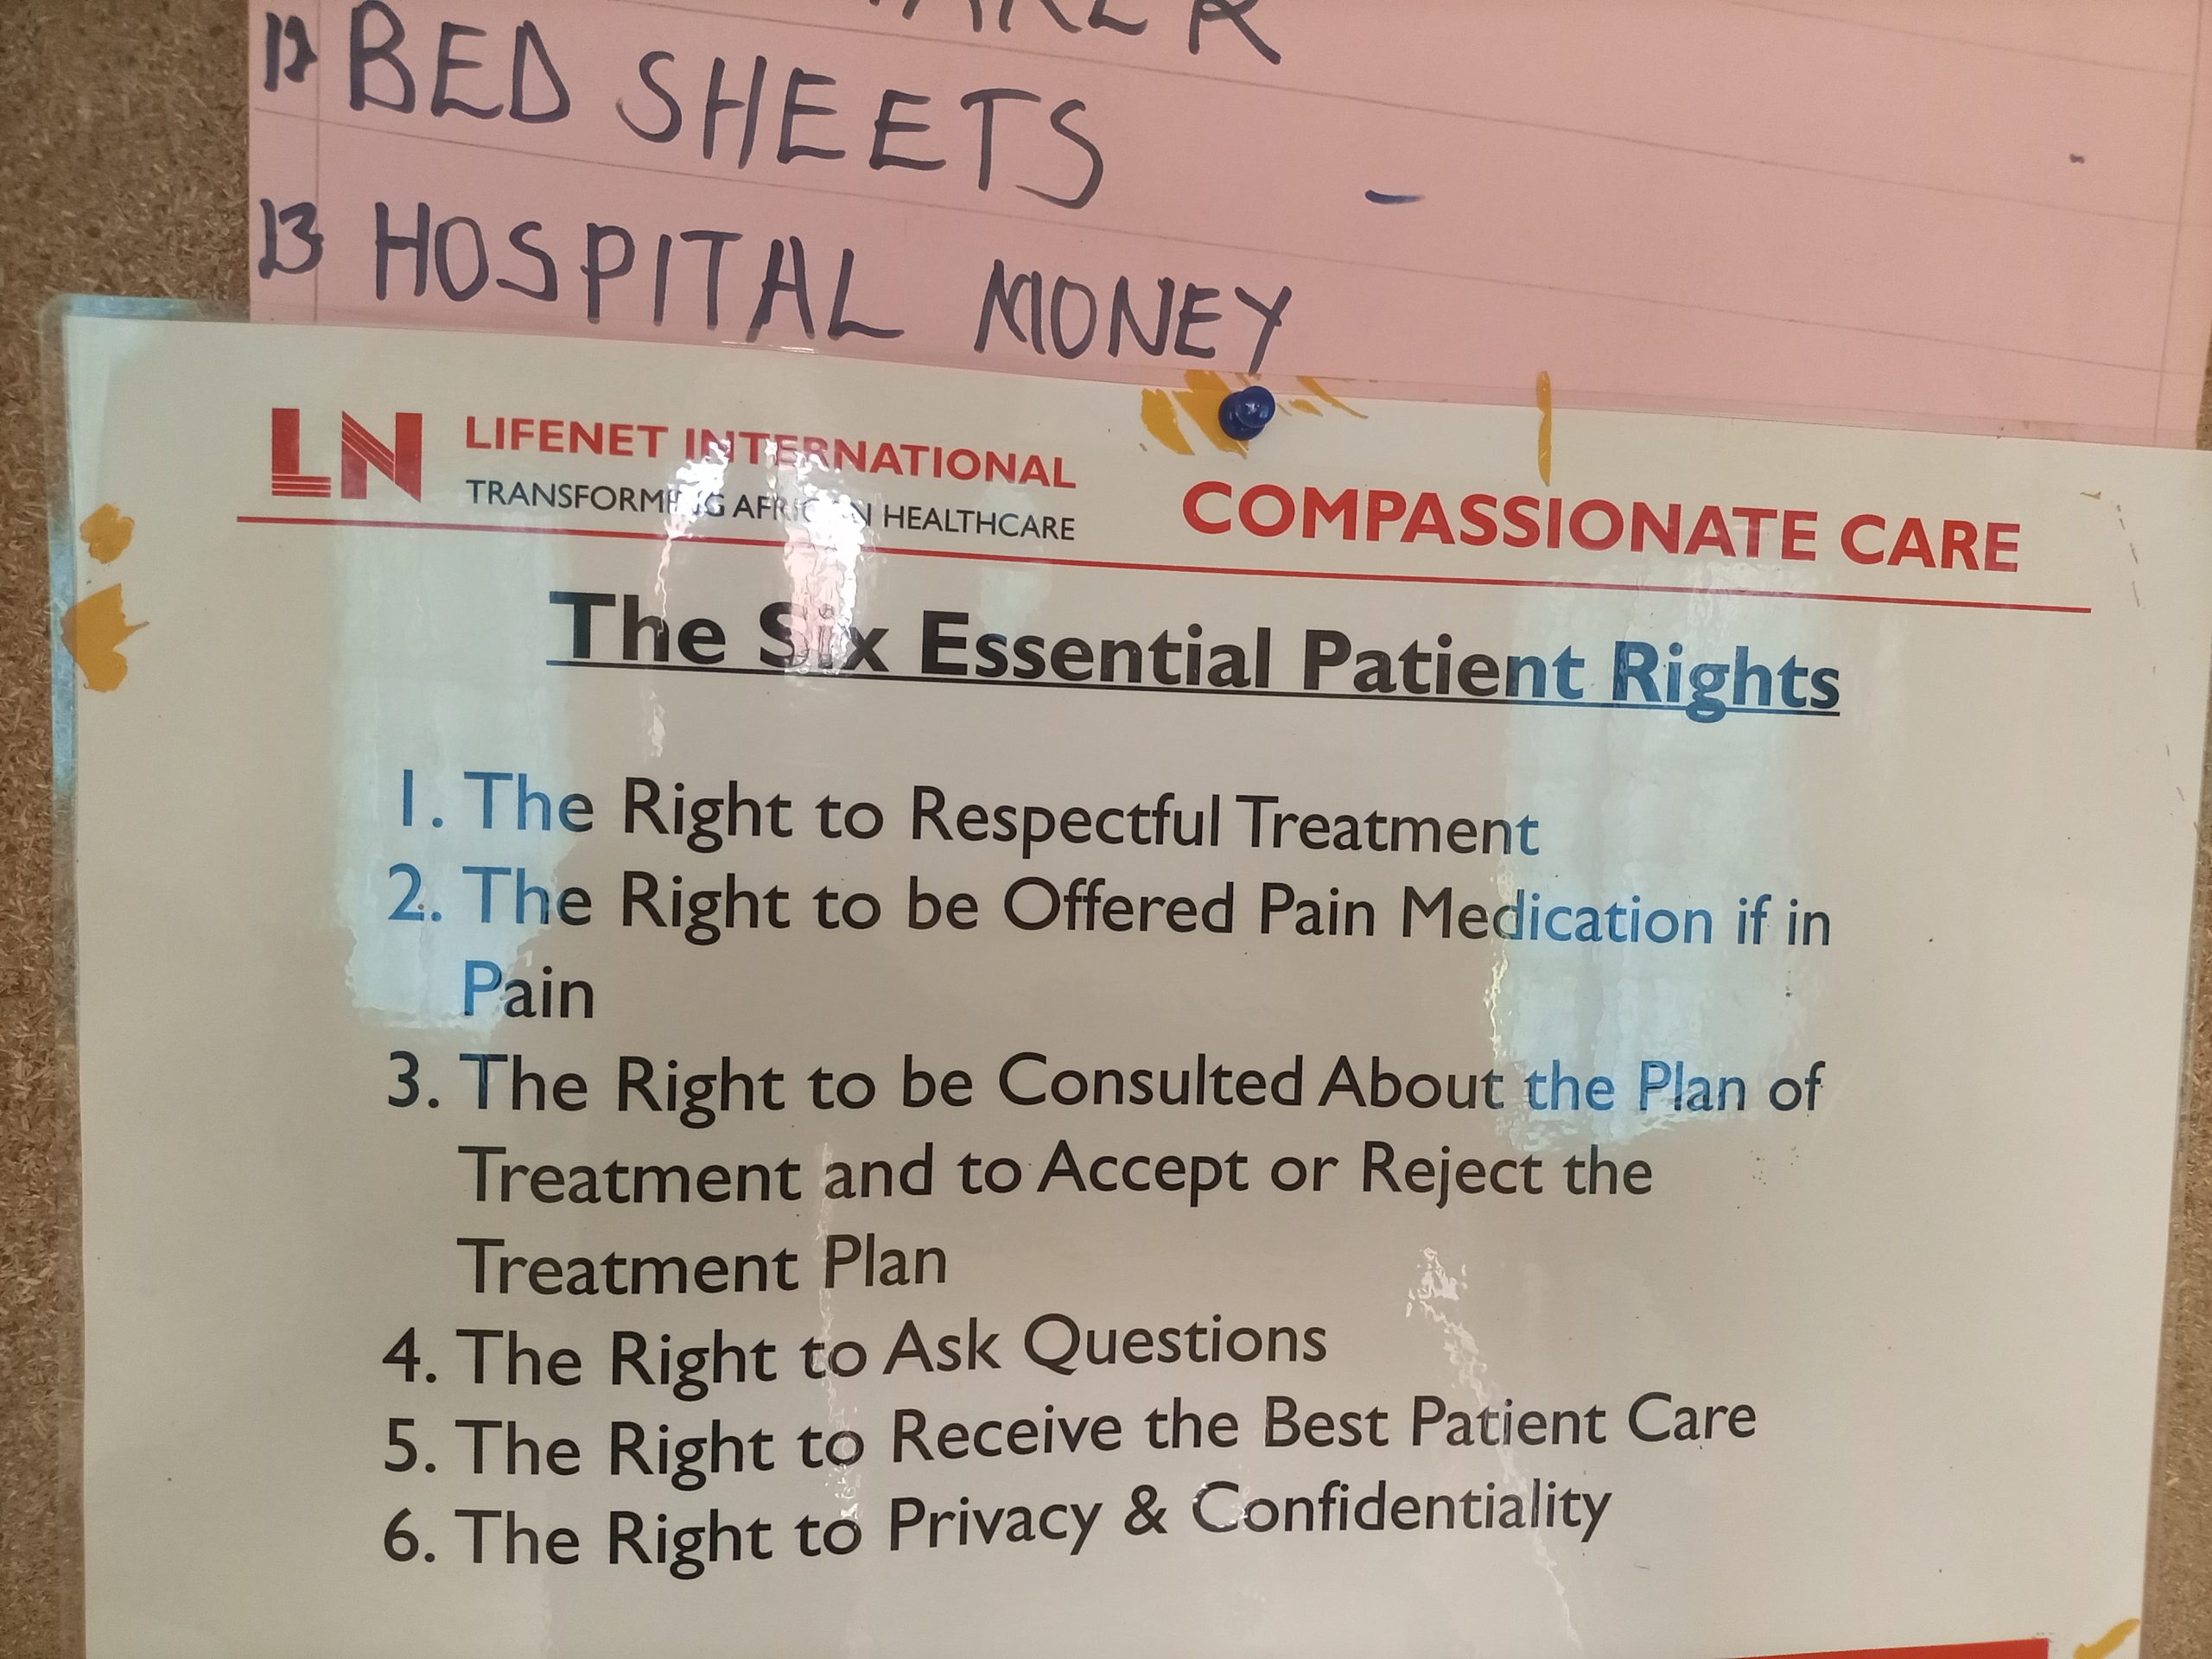 12 BED SHEETS -
13 HOSPITAL MONEY
LN LIFENET INTERNATIONAL
TRANSFORMING AFRICAN HEALTHCARE
COMPASSIONATE CARE
The Six Essential Patient Rights
1. The Right to Respectful Treatment
2. The Right to be Offered Pain Medication if in
Pain
3. The Right to be Consulted About the Plan of
Treatment and to Accept or Reject the
Treatment Plan
4. The Right to Ask Questions
5. The Right to Receive the Best Patient Care
6. The Right to Privacy & Confidentiality